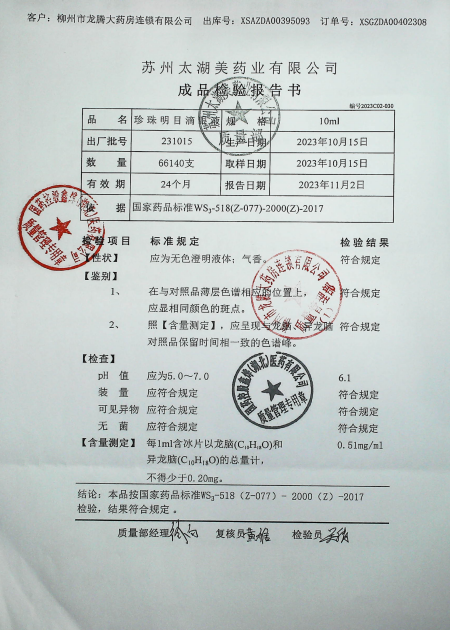 客户: 柳州市龙腾大药房连锁有限公司 出库号: XSAZDA00395093 订单号: XSGZDA00402308
苏州太湖美药业有限公司
成品检验报告书
编号2023C02-030
品 名 珍珠明目滴眼液 规 格 10ml
出厂批号 231015 生产日期 2023年10月15日
数 量 66140支 取样日期 2023年10月15日
有 效 期 24个月 报告日期 2023年11月2日
依 据 国家药品标准WS3-518(Z-077)-2000(Z)-2017
检验项目 标准规定 检验结果
【性状】 应为无色澄明液体; 气香。 符合规定
【鉴别】
1、 在与对照品薄层色谱相应的位置上, 符合规定
应显相同颜色的斑点。
2、 照【含量测定】, 应呈现与龙脑、异龙脑 符合规定
对照品保留时间相一致的色谱峰。
【检查】
pH 值 应为5.0~7.0 6.1
装 量 应符合规定 符合规定
可见异物 应符合规定 符合规定
无 菌 应符合规定 符合规定
【含量测定】 每1ml含冰片以龙脑(C10H18O)和 0.51mg/ml
异龙脑(C10H18O)的总量计,
不得少于0.20mg。
结论: 本品按国家药品标准WS3-518 (Z-077) - 2000 (Z) -2017
检验, 结果符合规定 。
质量部经理 复核员 检验员
质量部
质量管理专用章
质量管理专用章